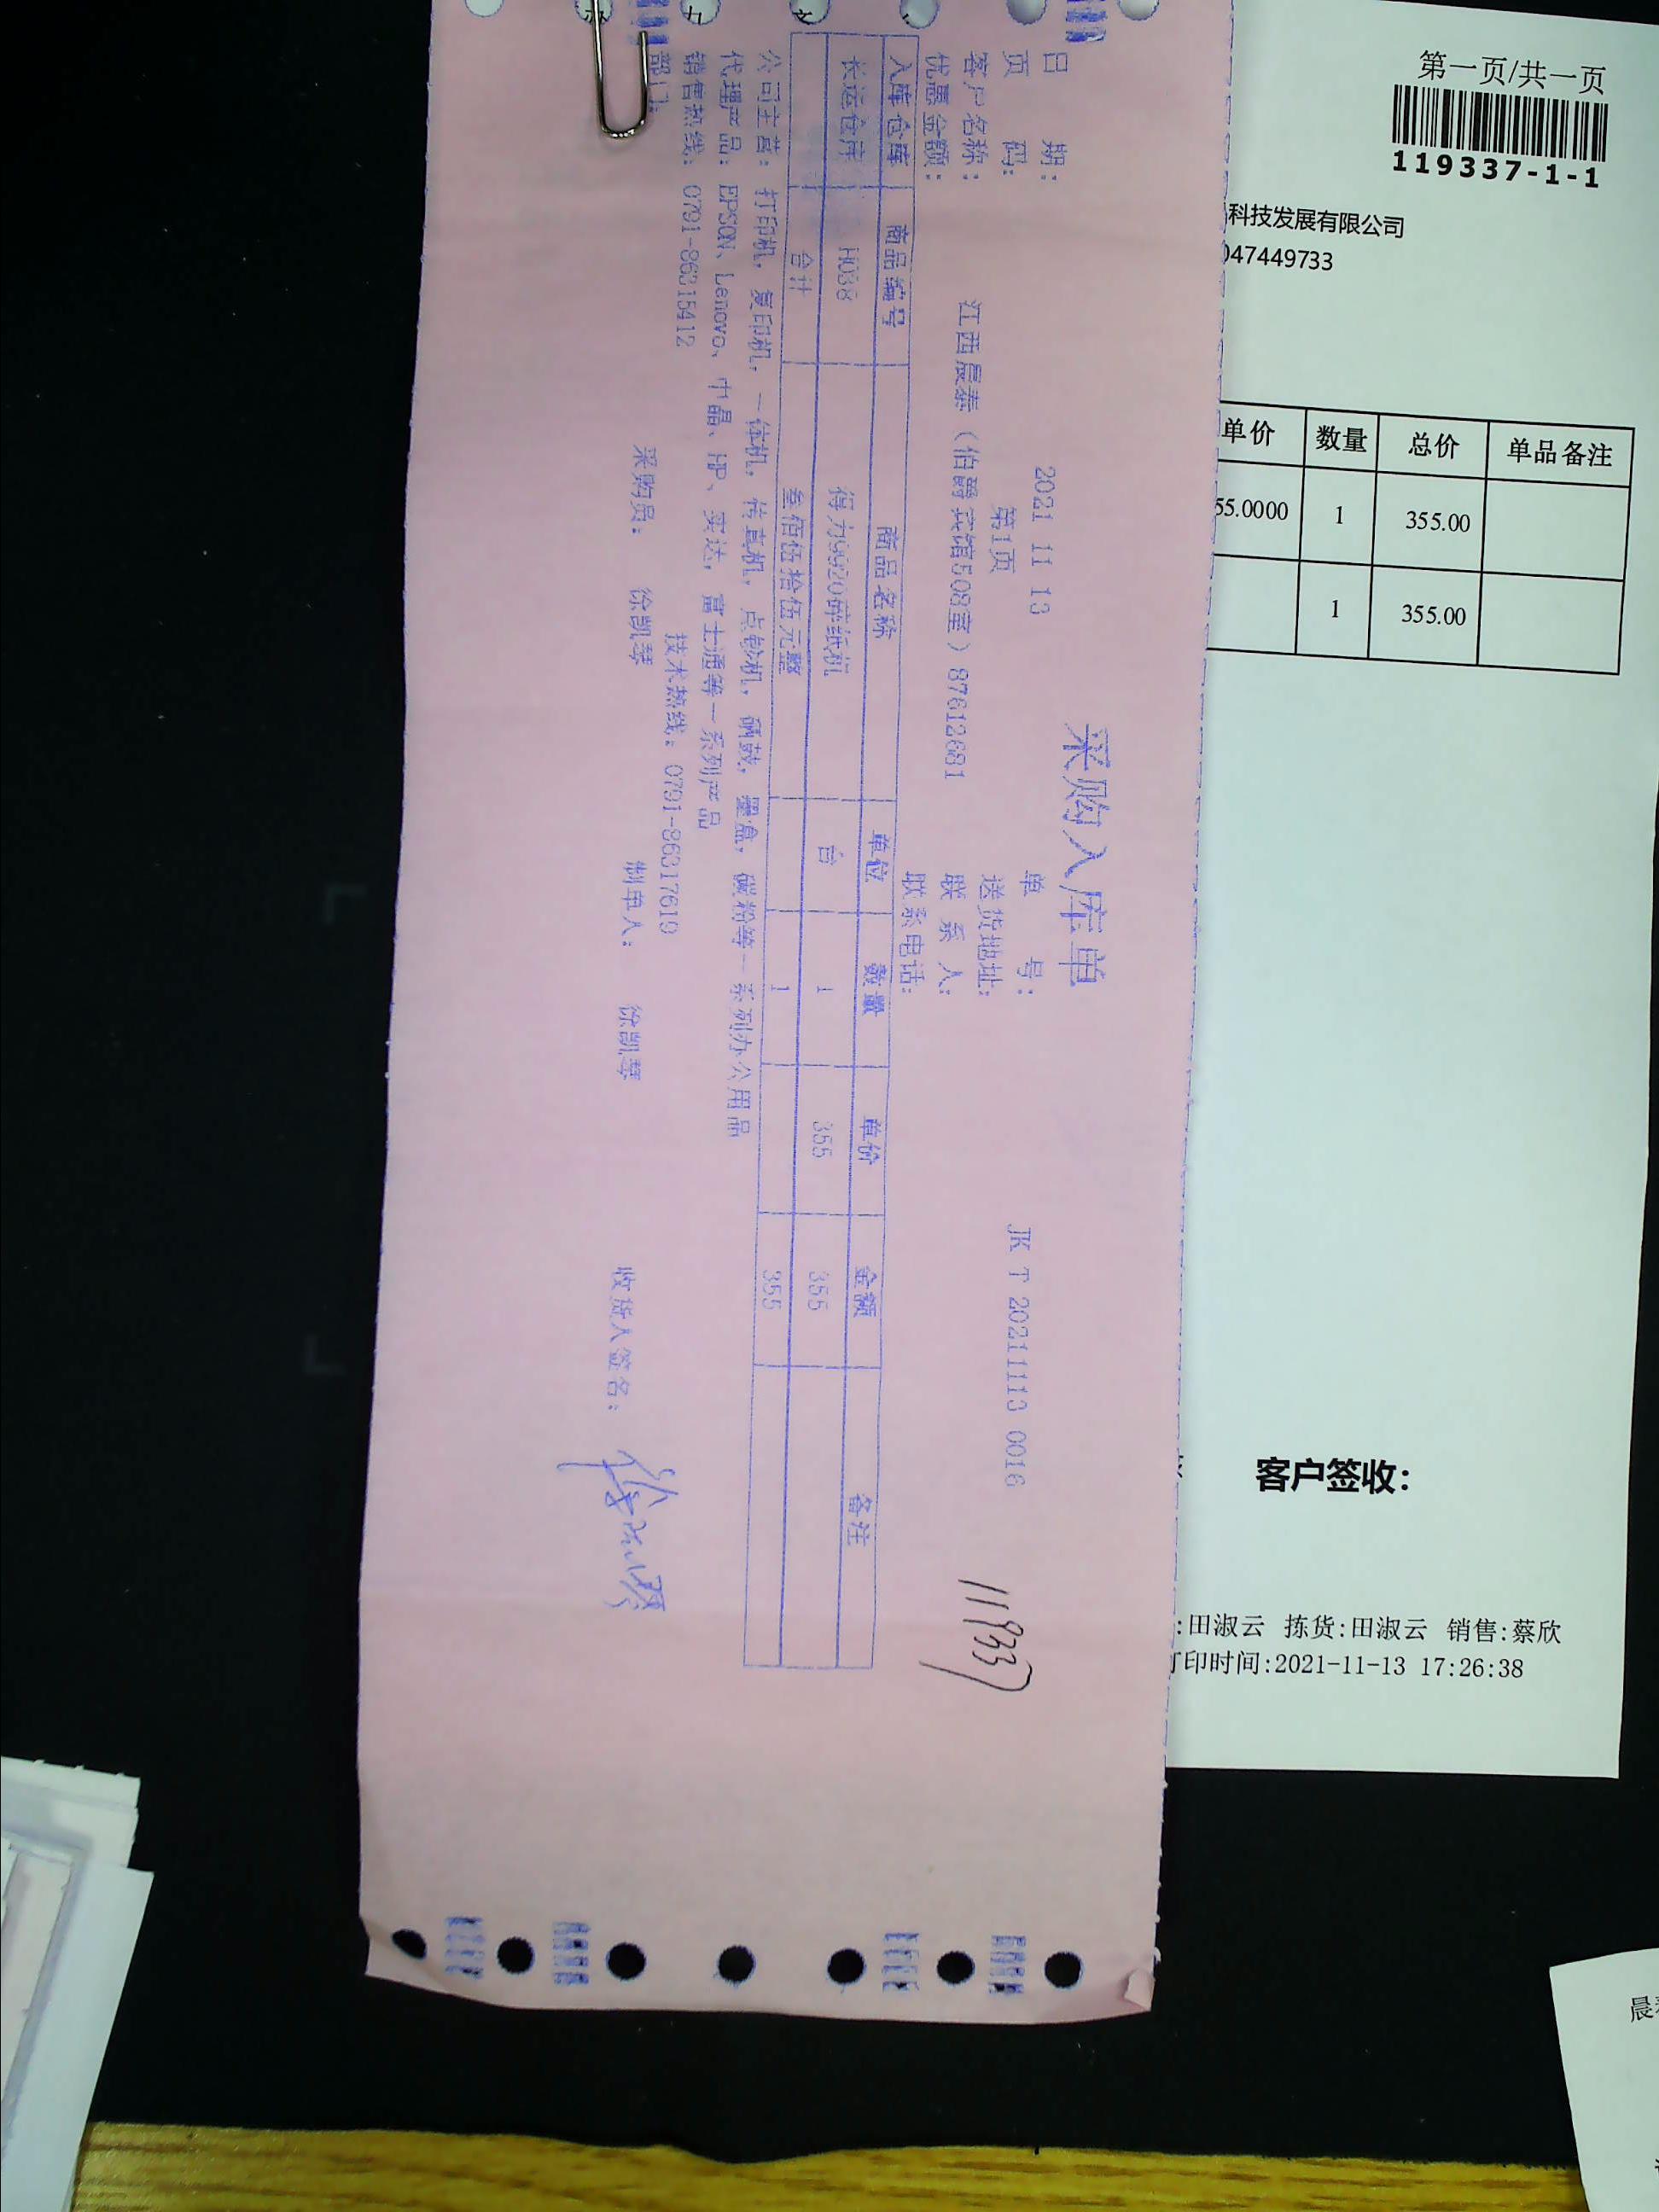 采购入库单
日 期: 2021 11 13 单 号: JK T 20211113 0016
页 码: 第1页 送货地址:
客户名称: 江西晨泰（伯爵宾馆508室）87612681 联 系 人: 119337
优惠金额: 联系电话:
入库仓库 商品编号 商品名称 单位 数量 单价 金额 备注
长运仓库 H038 得力9920碎纸机 台 1 355 355
合计 叁佰伍拾伍元整 1 355
公司主营: 打印机, 复印机, 一体机, 传真机, 点钞机, 硒鼓, 墨盒, 碳粉等一系列办公用品
代理产品: EPSON、Lenovo、中晶、HP、实达, 富士通等一系列产品
销售热线: 0791-86315412 技术热线: 0791-86317619
部门: 采购员: 徐凯琴 制单人: 徐凯琴 收货人签名: 徐凯琴
第一页/共一页
119337-1-1
科技发展有限公司
047449733
单价 数量 总价 单品备注
55.0000 1 355.00
1 355.00
客户签收:
:田淑云 拣货:田淑云 销售:蔡欣
打印时间:2021-11-13 17:26:38